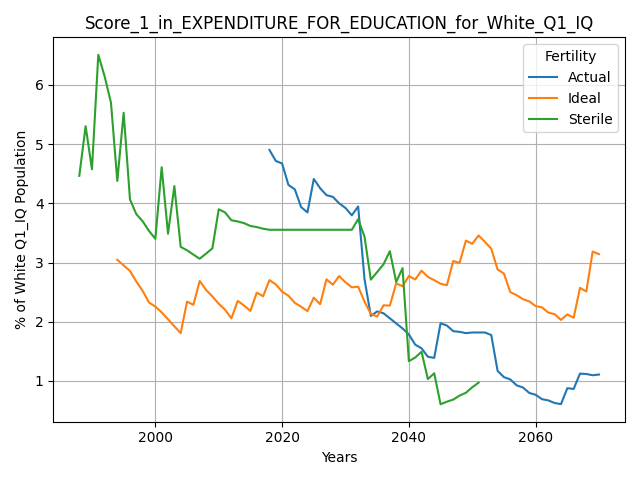 Score_1_in_EXPENDITURE_FOR_EDUCATION_for_White_Q1_IQ
Fertility
Actual
Ideal
Sterile
% of White Q1_IQ Population
6
5
4
3
2
1
2000 2020 2040 2060
Years